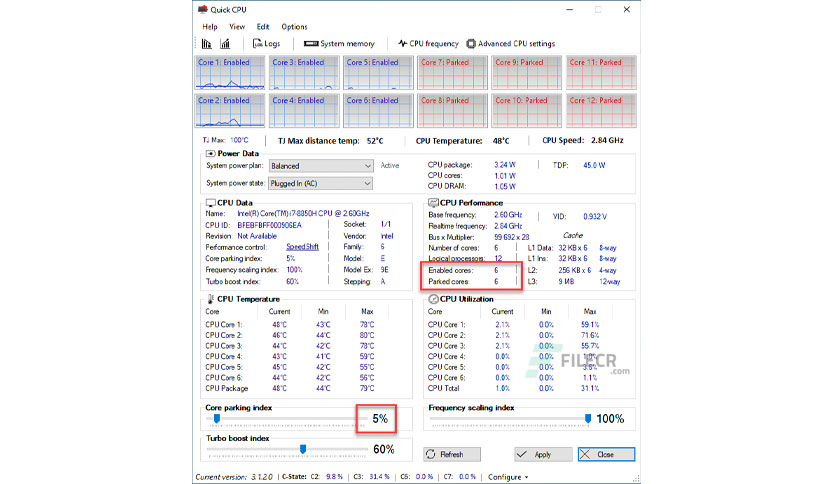 Quick CPU
Help View Edit Options
Logs System memory CPU frequency Advanced CPU settings
Core 1: Enabled Core 3: Enabled Core 5: Enabled Core 7: Parked Core 9: Parked Core 11: Parked
Core 2: Enabled Core 4: Enabled Core 6: Enabled Core 8: Parked Core 10: Parked Core 12: Parked
TJ Max: 100°C TJ Max distance temp: 52°C CPU Temperature: 48°C CPU Speed: 2.84 GHz
Power Data
System power plan: Balanced Active CPU package: 3.24 W TDP: 45.0 W
CPU cores: 1.01 W
System power state: Plugged In (AC) CPU DRAM: 1.05 W
CPU Data CPU Performance
Name: Intel(R) Core(TM) i7-8850H CPU @ 2.60GHz Base frequency: 2.60 GHz VID: 0.932 V
CPU ID: BFEBFBFF000906EA Socket: 1/1 Realtime frequency: 2.84 GHz
Revision: Not Available Vendor: Intel Bus x Multiplier: 99.692 x 28 Cache
Performance control: SpeedShift Family: 6 Number of cores: 6 L1 Data: 32 KB x 6 8-way
Core parking index: 5% Model: E Logical processors: 12 L1 Ins: 32 KB x 6 8-way
Frequency scaling index: 100% Model Ex: 9E Enabled cores: 6 L2: 256 KB x 6 4-way
Turbo boost index: 60% Stepping: A Parked cores: 6 L3: 9 MB 12-way
CPU Temperature CPU Utilization
Core Current Min Max Core Current Min Max
CPU Core 1: 48°C 43°C 78°C CPU Core 1: 2.1% 0.0% 59.1%
CPU Core 2: 46°C 44°C 80°C CPU Core 2: 2.1% 0.0% 71.6%
CPU Core 3: 44°C 42°C 78°C CPU Core 3: 2.1% 0.0% 55.7%
CPU Core 4: 43°C 41°C 59°C CPU Core 4: 0.0% 0.0%
CPU Core 5: 44°C 42°C 55°C CPU Core 5: 0.0% 0.0%
CPU Core 6: 45°C 42°C 56°C CPU Core 6: 0.0% 0.0% 1.1%
CPU Package 48°C 44°C 79°C CPU Total 1.0% 0.0% 31.1%
FILECR
.com
Core parking index 5% Frequency scaling index 100%
Turbo boost index 60% Refresh Apply Close
Current version: 3.1.2.0 C-State: C2: 9.8 % C3: 31.4 % C6: 0.0 % C7: 0.0 % Configure